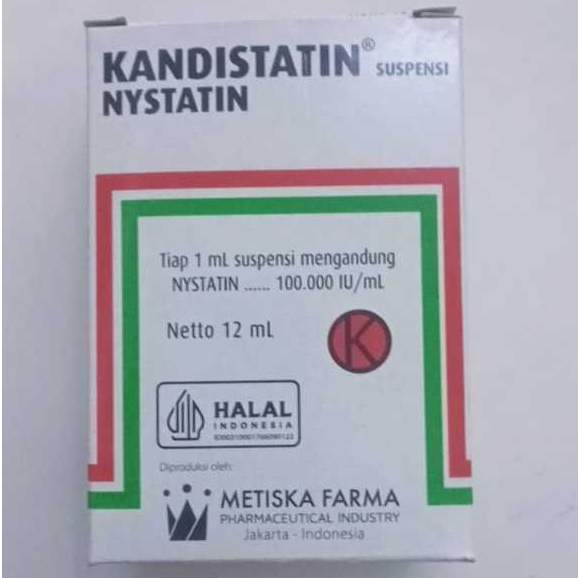 KANDISTATIN® SUSPENSI
NYSTATIN
Tiap 1 mL suspensi mengandung
NYSTATIN ...... 100.000 IU/mL
Netto 12 mL
K
HALAL
INDONESIA
Diproduksi oleh:
METISKA FARMA
PHARMACEUTICAL INDUSTRY
Jakarta - Indonesia